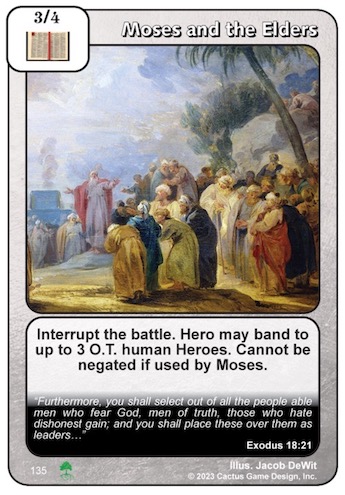 3/4
Moses and the Elders
Interrupt the battle. Hero may band to
up to 3 O.T. human Heroes. Cannot be
negated if used by Moses.
"Furthermore, you shall select out of all the people able
men who fear God, men of truth, those who hate
dishonest gain; and you shall place these over them as
leaders…"
Exodus 18:21
Illus. Jacob DeWit
135
© 2023 Cactus Game Design, Inc.